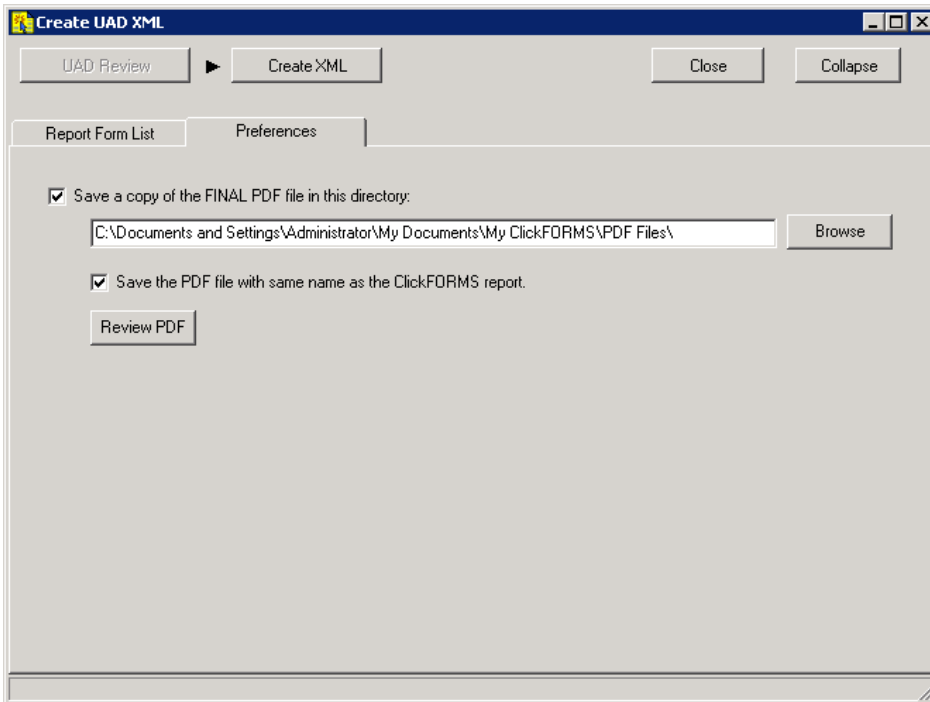 Create UAD XML
UAD Review Create XML Close Collapse
Report Form List Preferences
Save a copy of the FINAL PDF file in this directory:
C:\Documents and Settings\Administrator\My Documents\My ClickFORMS\PDF Files\ Browse
Save the PDF file with same name as the ClickFORMS report.
Review PDF